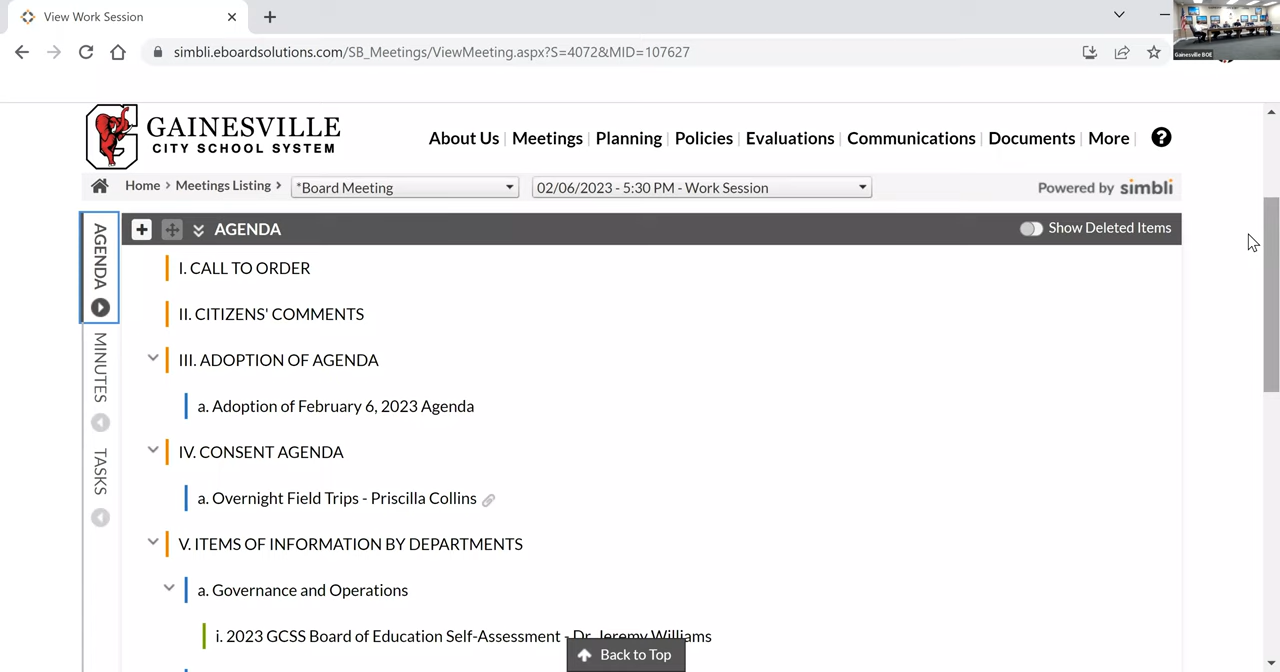 View Work Session
simbli.eboardsolutions.com/SB_Meetings/ViewMeeting.aspx?S=4072&MID=107627
Gainesville BOE
GAINESVILLE
CITY SCHOOL SYSTEM
About Us | Meetings | Planning | Policies | Evaluations | Communications | Documents | More |
Home > Meetings Listing > *Board Meeting 02/06/2023 - 5:30 PM - Work Session Powered by simbli
AGENDA
MINUTES
TASKS
AGENDA Show Deleted Items
I. CALL TO ORDER
II. CITIZENS' COMMENTS
III. ADOPTION OF AGENDA
a. Adoption of February 6, 2023 Agenda
IV. CONSENT AGENDA
a. Overnight Field Trips - Priscilla Collins
V. ITEMS OF INFORMATION BY DEPARTMENTS
a. Governance and Operations
i. 2023 GCSS Board of Education Self-Assessment - Dr. Jeremy Williams
Back to Top